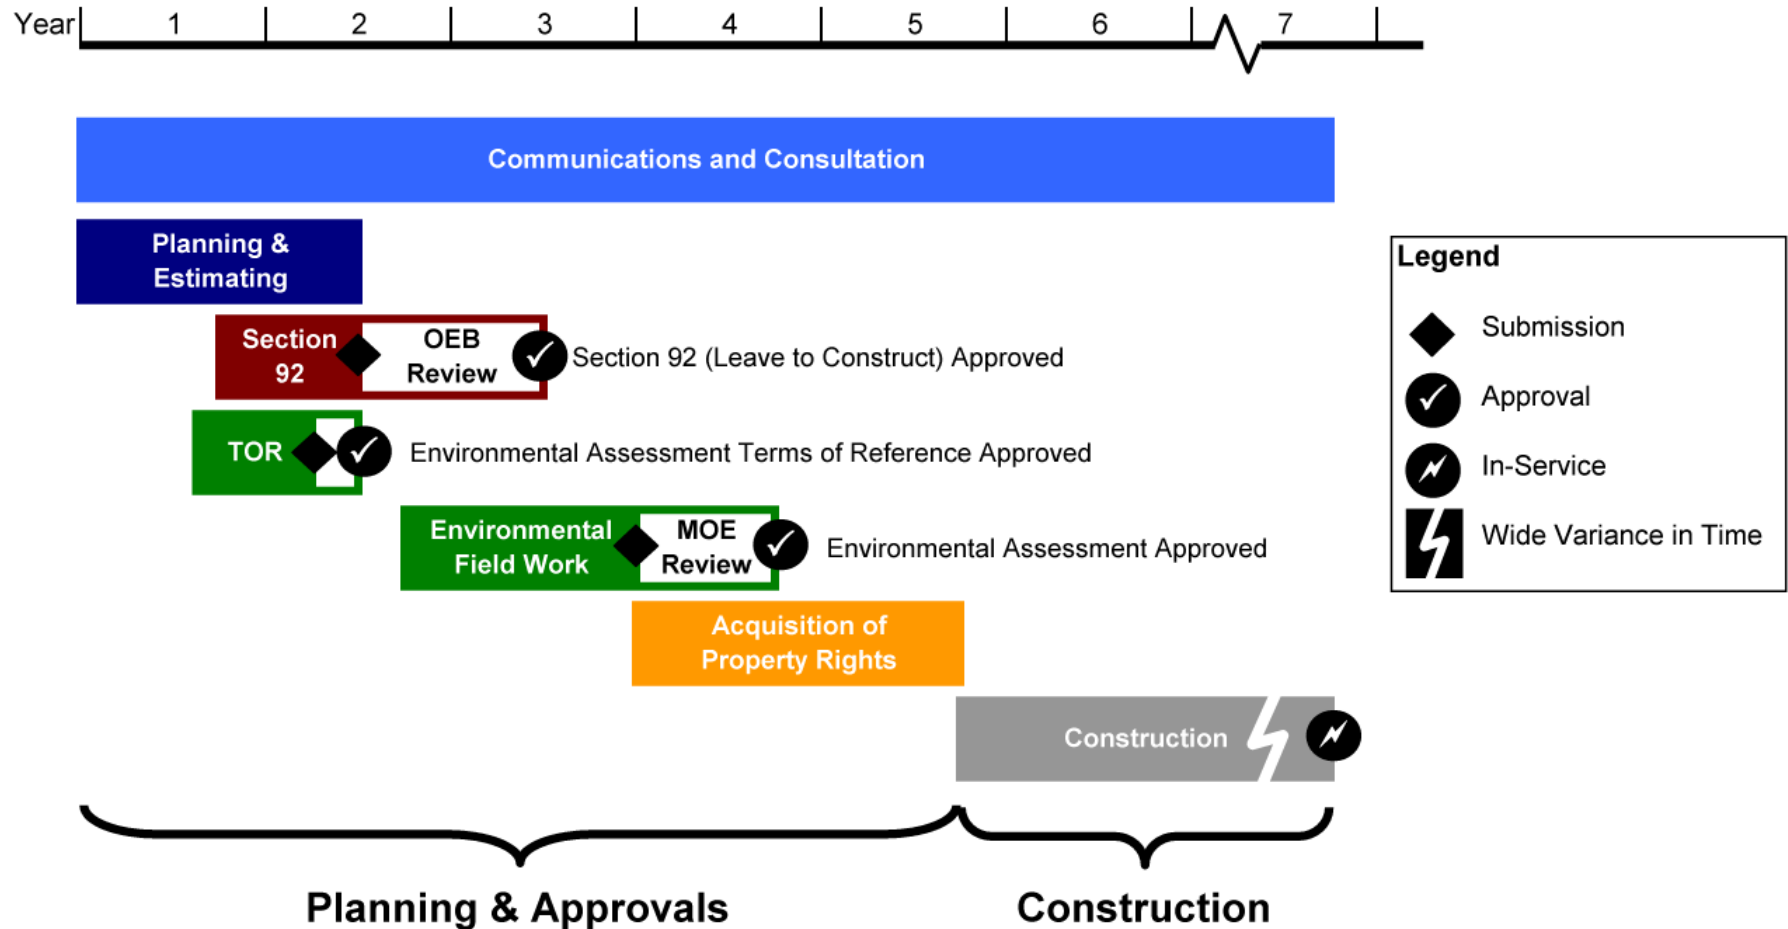 Year 1 2 3 4 5 6 7
Communications and Consultation
Planning &
Estimating
Section
92
OEB
Review
Section 92 (Leave to Construct) Approved
TOR
Environmental Assessment Terms of Reference Approved
Environmental
Field Work
MOE
Review
Environmental Assessment Approved
Acquisition of
Property Rights
Construction
Planning & Approvals
Construction
Legend
Submission
Approval
In-Service
Wide Variance in Time